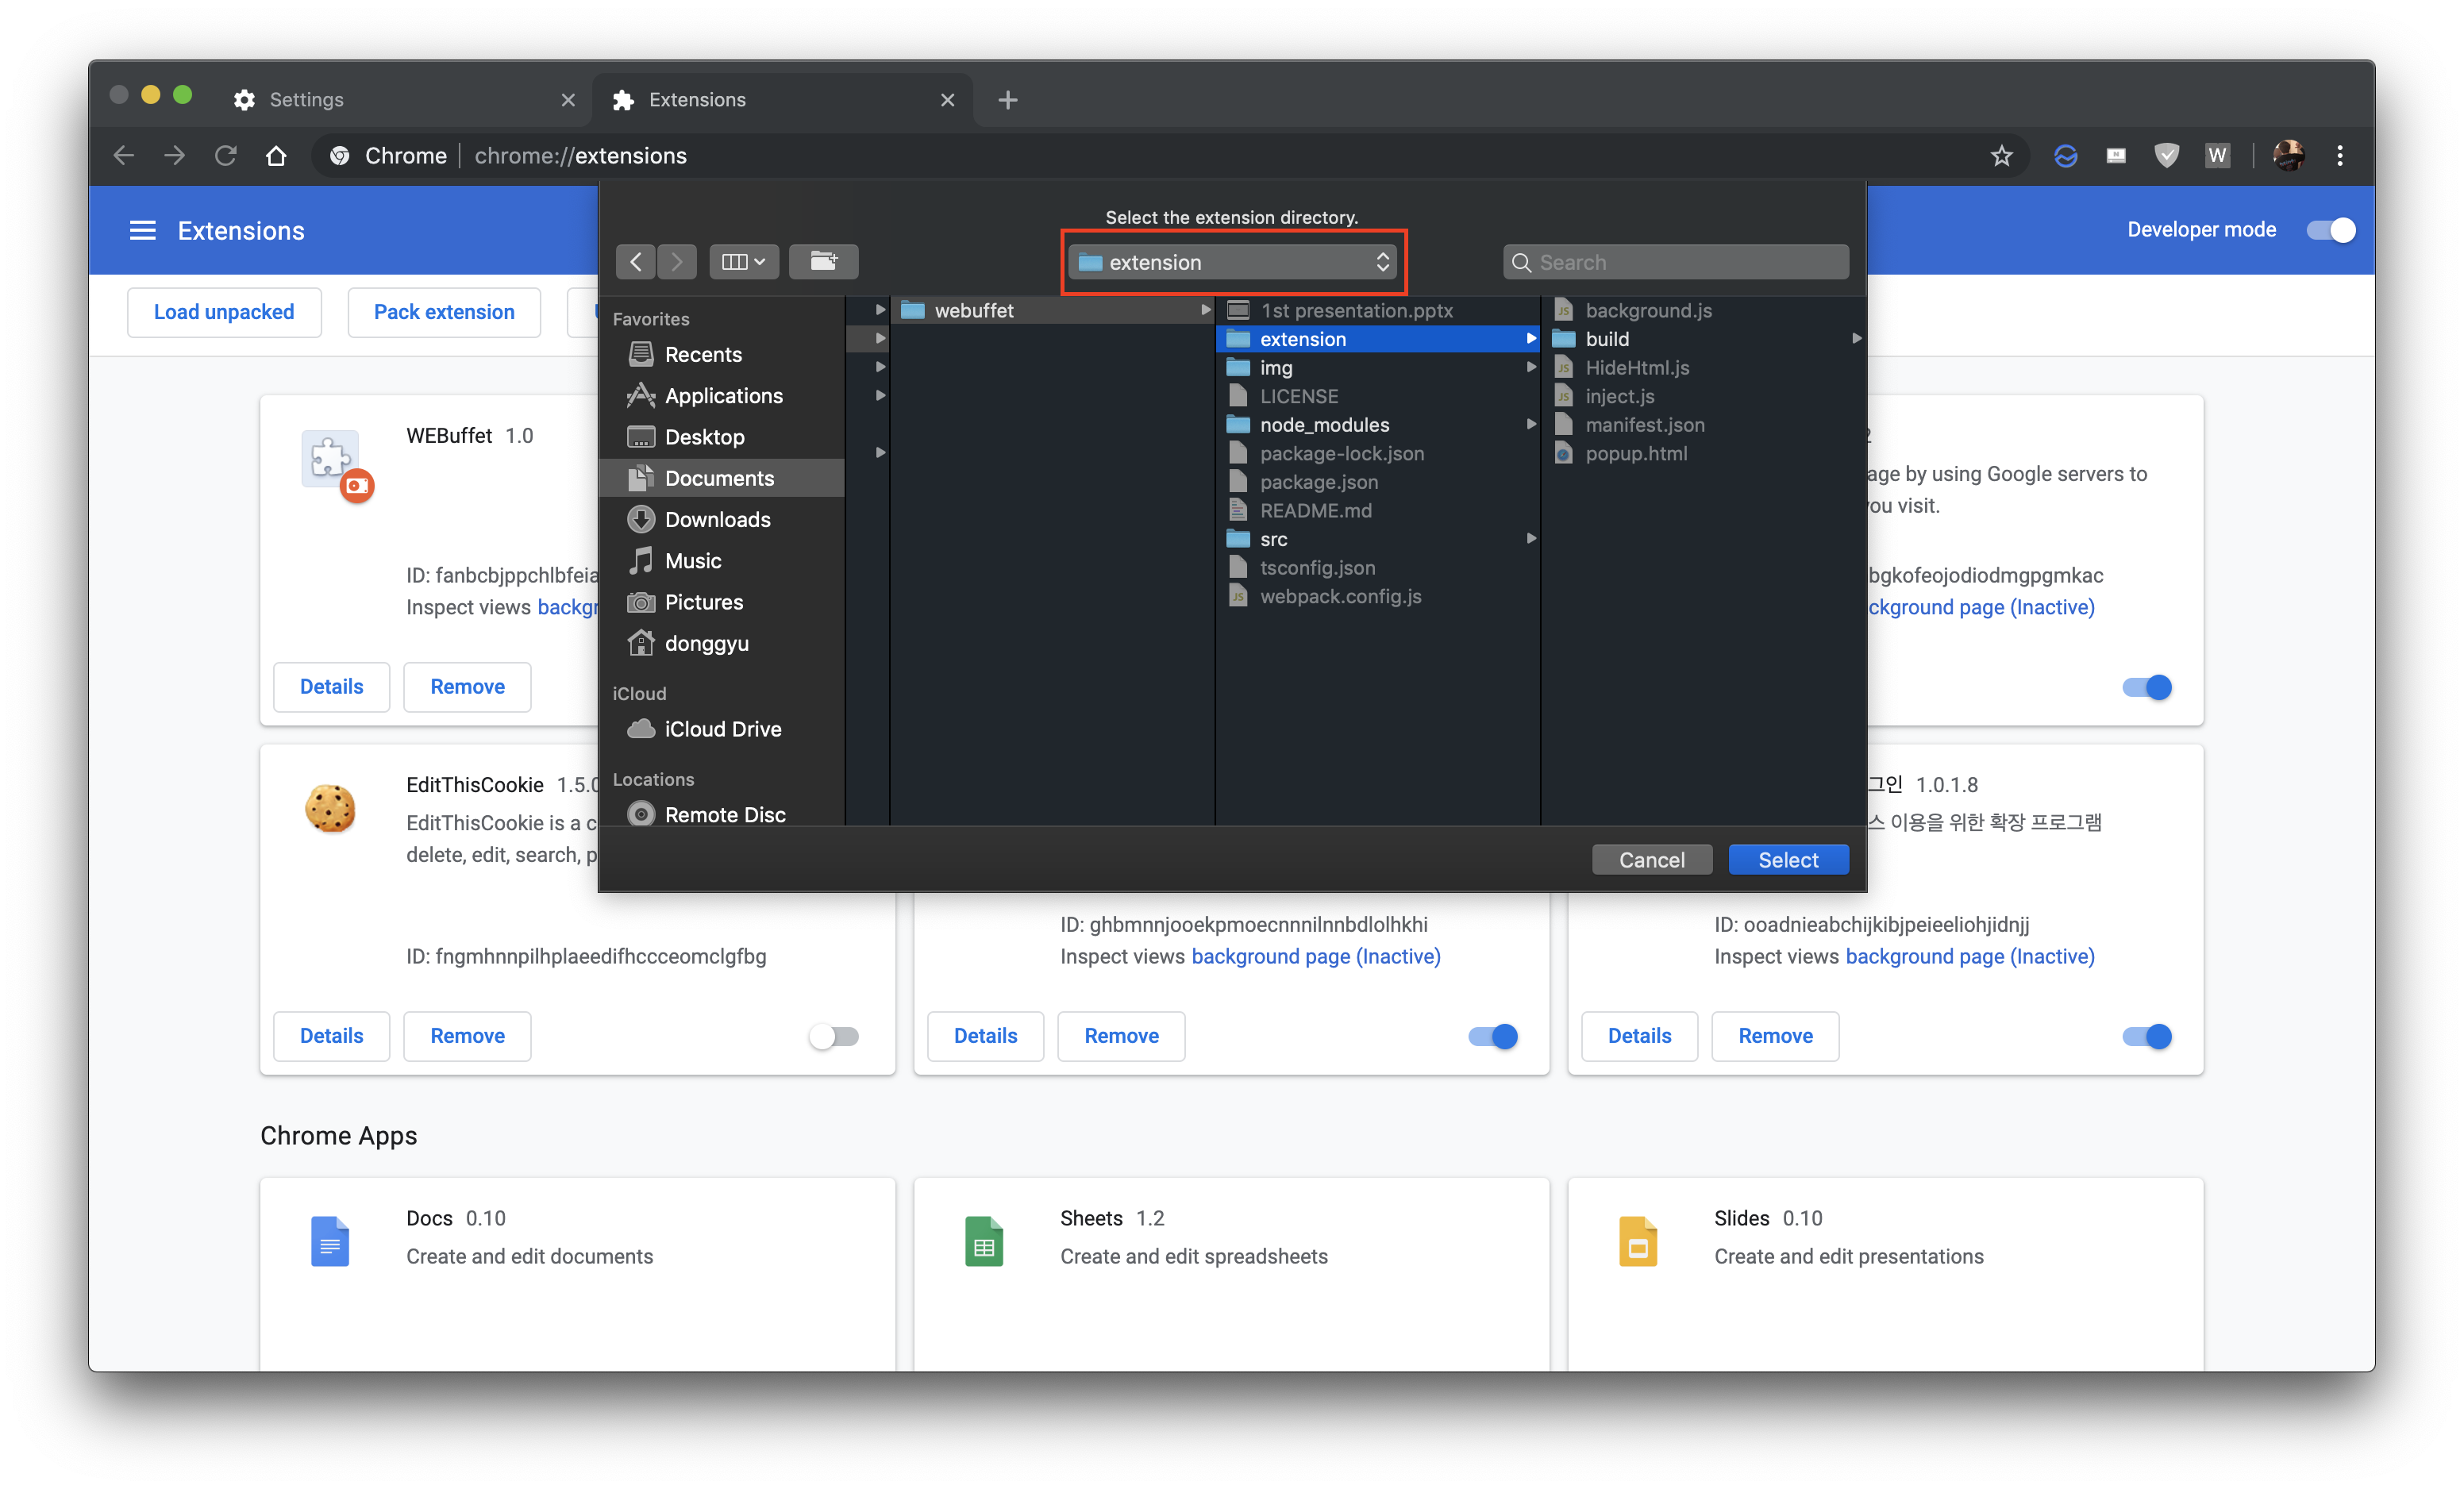 Settings
Extensions
Chrome
chrome://extensions
W
Extensions
Developer mode
Load unpacked
Pack extension
Select the extension directory.
extension
Search
Favorites
Recents
Applications
Desktop
Documents
Downloads
Music
Pictures
donggyu
iCloud
iCloud Drive
Locations
Remote Disc
webuffet
1st presentation.pptx
extension
img
LICENSE
node_modules
package-lock.json
package.json
README.md
src
tsconfig.json
webpack.config.js
background.js
build
HideHtml.js
inject.js
manifest.json
popup.html
Cancel
Select
WEBuffet 1.0
ID: fanbcbjppchlbfeia
Inspect views backgr
Details
Remove
age by using Google servers to
you visit.
bgkofeojodiodmgpgmkac
ckground page (Inactive)
EditThisCookie 1.5.0
EditThisCookie is a c
delete, edit, search, p
ID: fngmhnnpilhplaeedifhccceomclgfbg
Details
Remove
ID: ghbmnnjooekpmoecnnnilnnbdlolhkhi
Inspect views background page (Inactive)
Details
Remove
그인 1.0.1.8
스 이용을 위한 확장 프로그램
ID: ooadnieabchijkibjpeieeliohjidnjj
Inspect views background page (Inactive)
Details
Remove
Chrome Apps
Docs 0.10
Create and edit documents
Sheets 1.2
Create and edit spreadsheets
Slides 0.10
Create and edit presentations